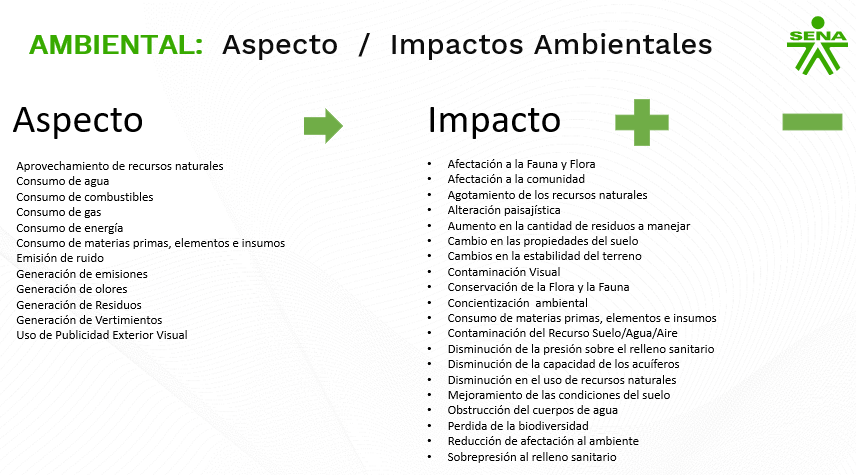 AMBIENTAL: Aspecto / Impactos Ambientales
SENA
Aspecto
Aprovechamiento de recursos naturales
Consumo de agua
Consumo de combustibles
Consumo de gas
Consumo de energía
Consumo de materias primas, elementos e insumos
Emisión de ruido
Generación de emisiones
Generación de olores
Generación de Residuos
Generación de Vertimientos
Uso de Publicidad Exterior Visual
Impacto
• Afectación a la Fauna y Flora
• Afectación a la comunidad
• Agotamiento de los recursos naturales
• Alteración paisajística
• Aumento en la cantidad de residuos a manejar
• Cambio en las propiedades del suelo
• Cambios en la estabilidad del terreno
• Contaminación Visual
• Conservación de la Flora y la Fauna
• Concientización ambiental
• Consumo de materias primas, elementos e insumos
• Contaminación del Recurso Suelo/Agua/Aire
• Disminución de la presión sobre el relleno sanitario
• Disminución de la capacidad de los acuíferos
• Disminución en el uso de recursos naturales
• Mejoramiento de las condiciones del suelo
• Obstrucción del cuerpos de agua
• Perdida de la biodiversidad
• Reducción de afectación al ambiente
• Sobrepresión al relleno sanitario